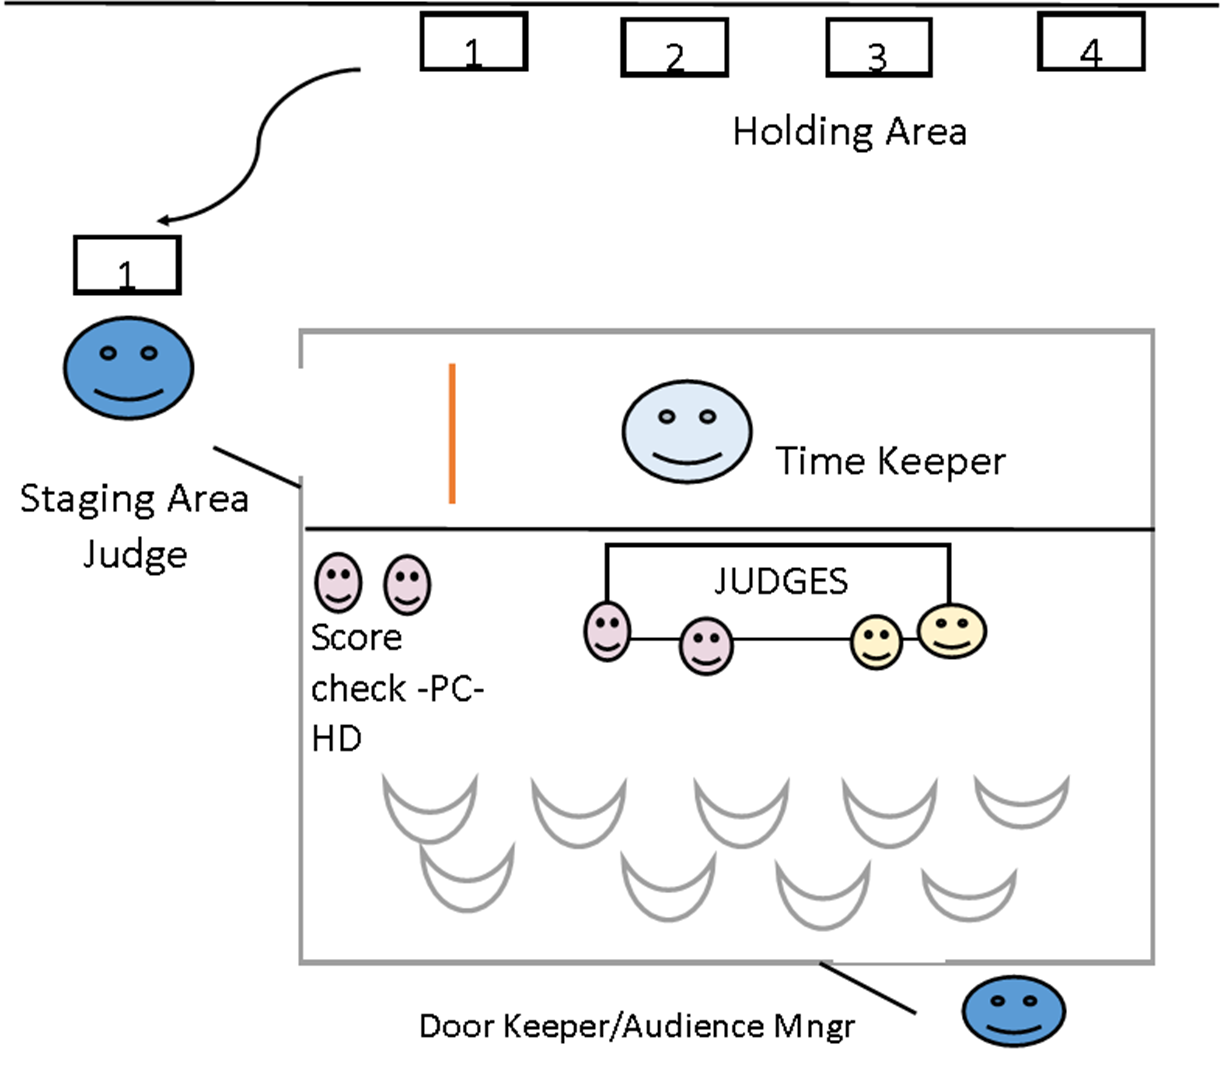 1 2 3 4
Holding Area
1
Staging Area
Judge
Time Keeper
JUDGES
Score
check -PC-
HD
Door Keeper/Audience Mngr